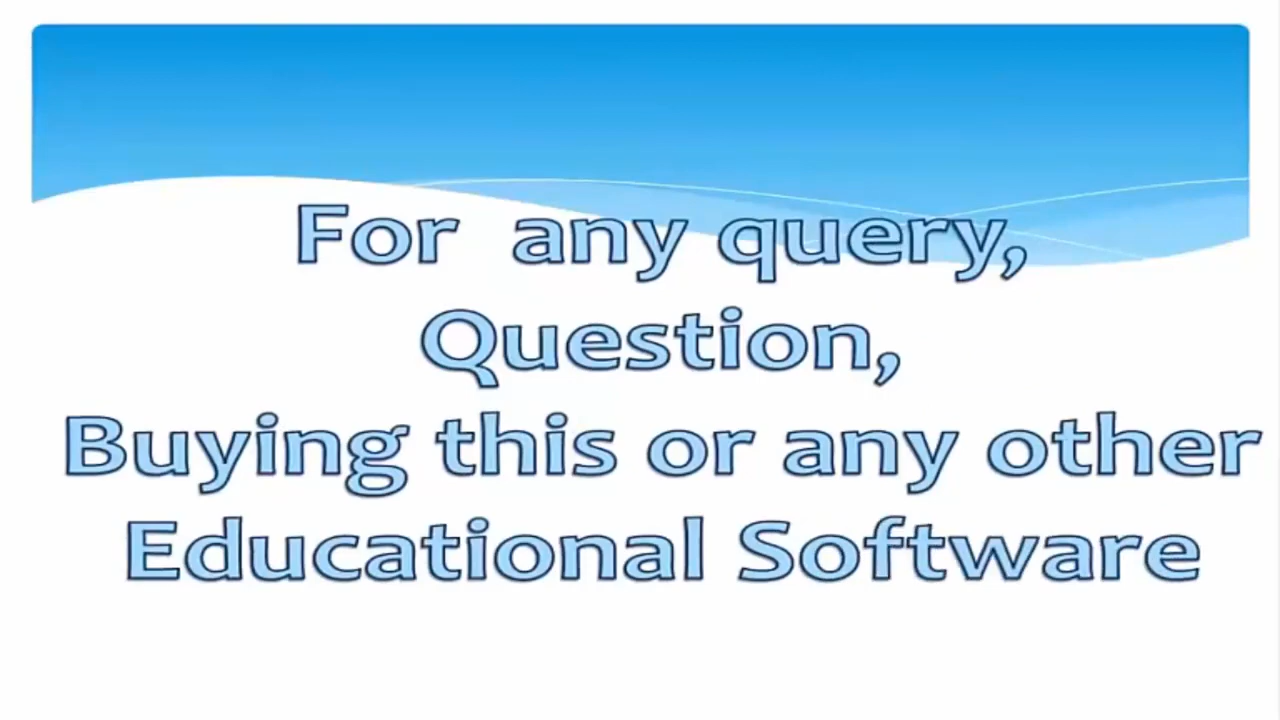 For any query,
Question,
Buying this or any other
Educational Software